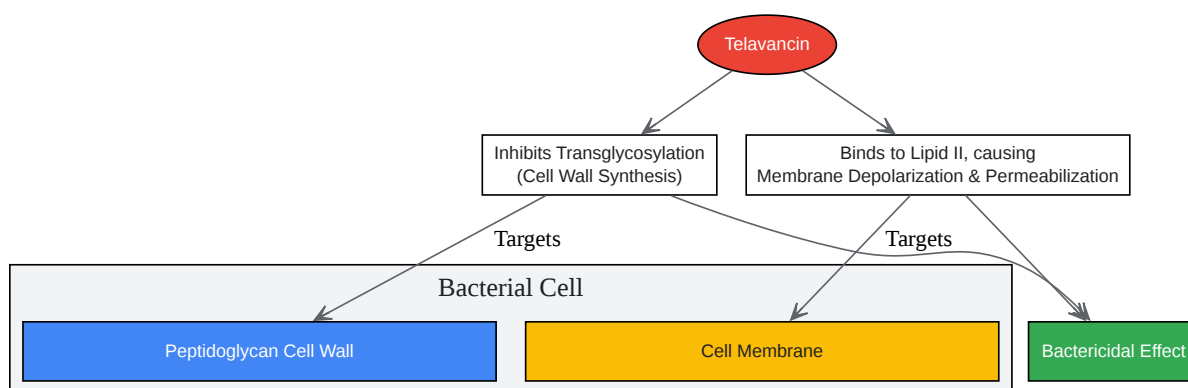 Telavancin
Inhibits Transglycosylation
(Cell Wall Synthesis)
Binds to Lipid II, causing
Membrane Depolarization & Permeabilization
Targets
Targets
Bacterial Cell
Peptidoglycan Cell Wall
Cell Membrane
Bactericidal Effect